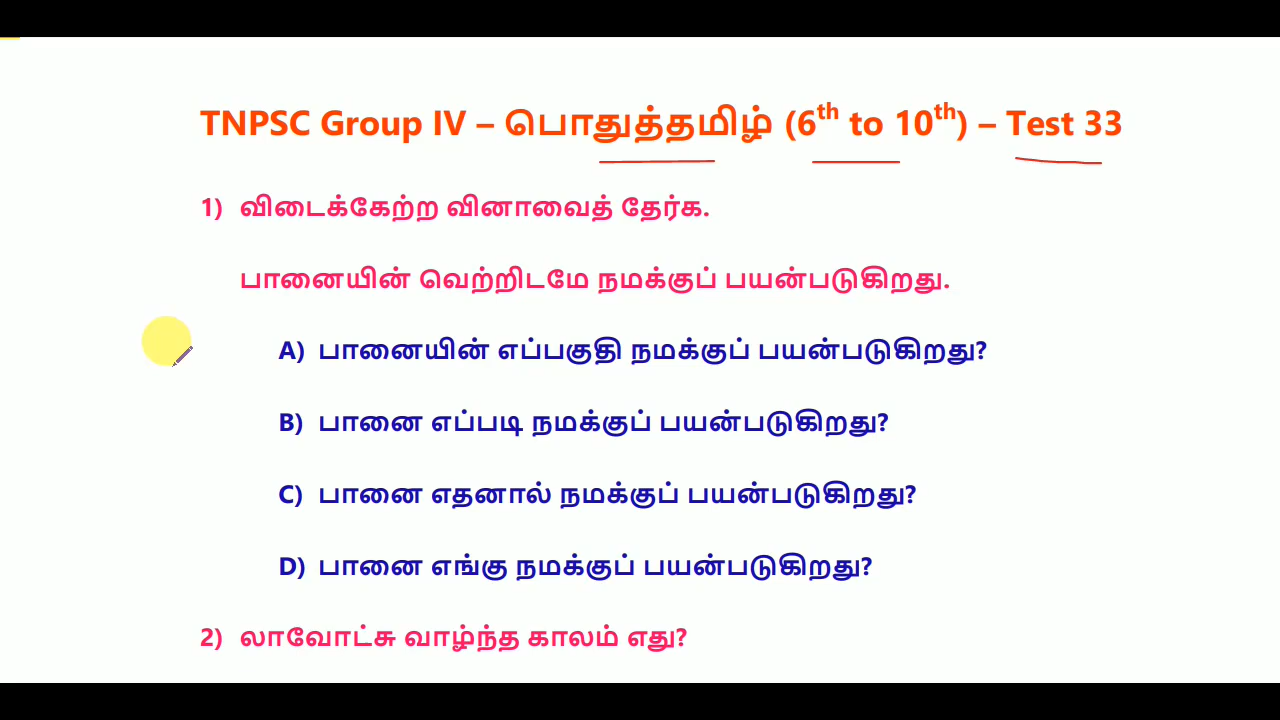 TNPSC Group IV – பொதுத்தமிழ் (6th to 10th) – Test 33
1) விடைக்கேற்ற வினாவைத் தேர்க.
பானையின் வெற்றிடமே நமக்குப் பயன்படுகிறது.
A) பானையின் எப்பகுதி நமக்குப் பயன்படுகிறது?
B) பானை எப்படி நமக்குப் பயன்படுகிறது?
C) பானை எதனால் நமக்குப் பயன்படுகிறது?
D) பானை எங்கு நமக்குப் பயன்படுகிறது?
2) லாவோட்சு வாழ்ந்த காலம் எது?